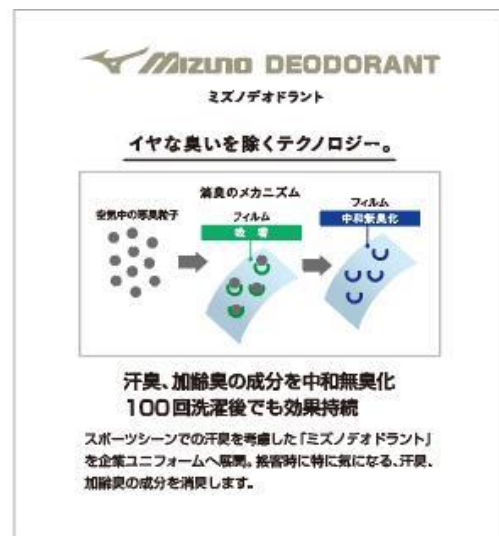 Mizuno DEODORANT
ミズノデオドラント
イヤな臭いを除くテクノロジー。
消臭のメカニズム
空気中の悪臭粒子
フィルム
吸着
フィルム
中和無臭化
汗臭、加齢臭の成分を中和無臭化
100回洗濯後でも効果持続
スポーツシーンでの汗臭を考慮した「ミズノデオドラント」
を企業ユニフォームへ展開。接客時に特に気になる、汗臭、
加齢臭の成分を消臭します。